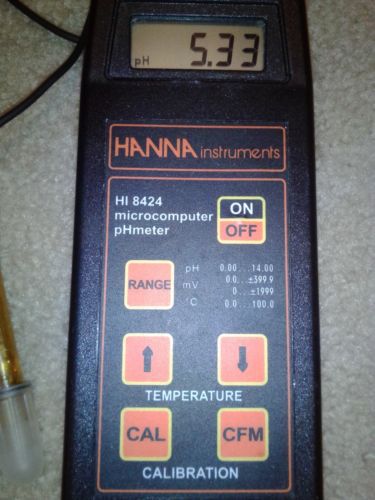 pH 5.33
HANNA instruments
HI 8424
microcomputer
pHmeter
ON
OFF
RANGE
pH 0.00...14.00
mV 0.0...±399.9
0...±1999
°C 0.0...100.0
TEMPERATURE
CAL CFM
CALIBRATION